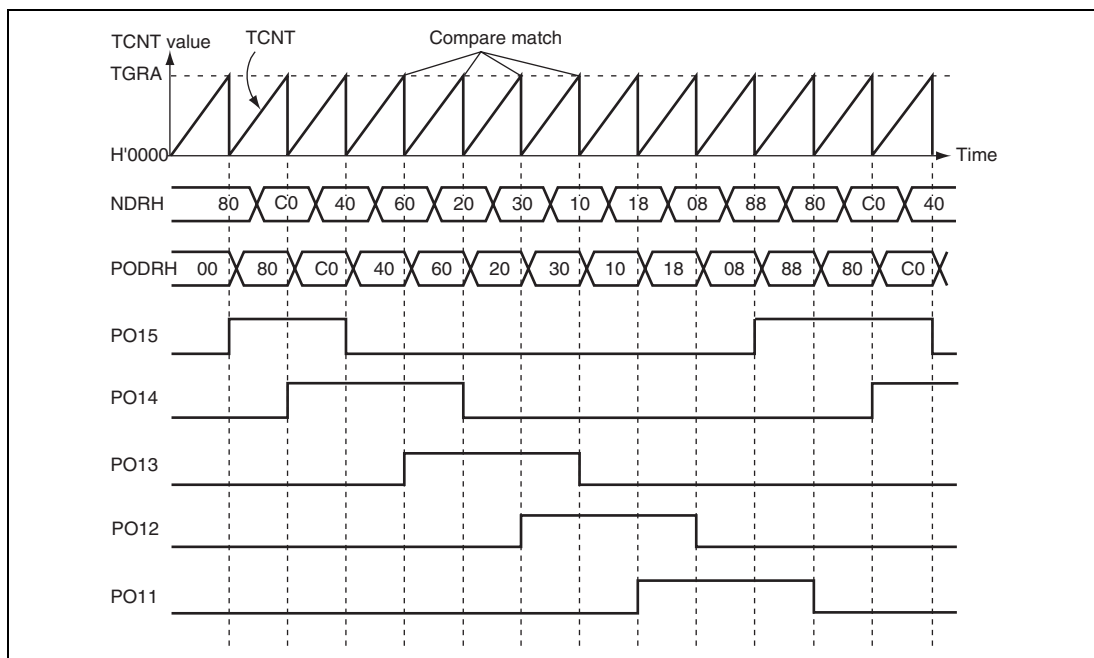 TCNT value
TCNT
Compare match
TGRA
H'0000
Time
NDRH 80 C0 40 60 20 30 10 18 08 88 80 C0 40
PODRH 00 80 C0 40 60 20 30 10 18 08 88 80 C0
PO15
PO14
PO13
PO12
PO11